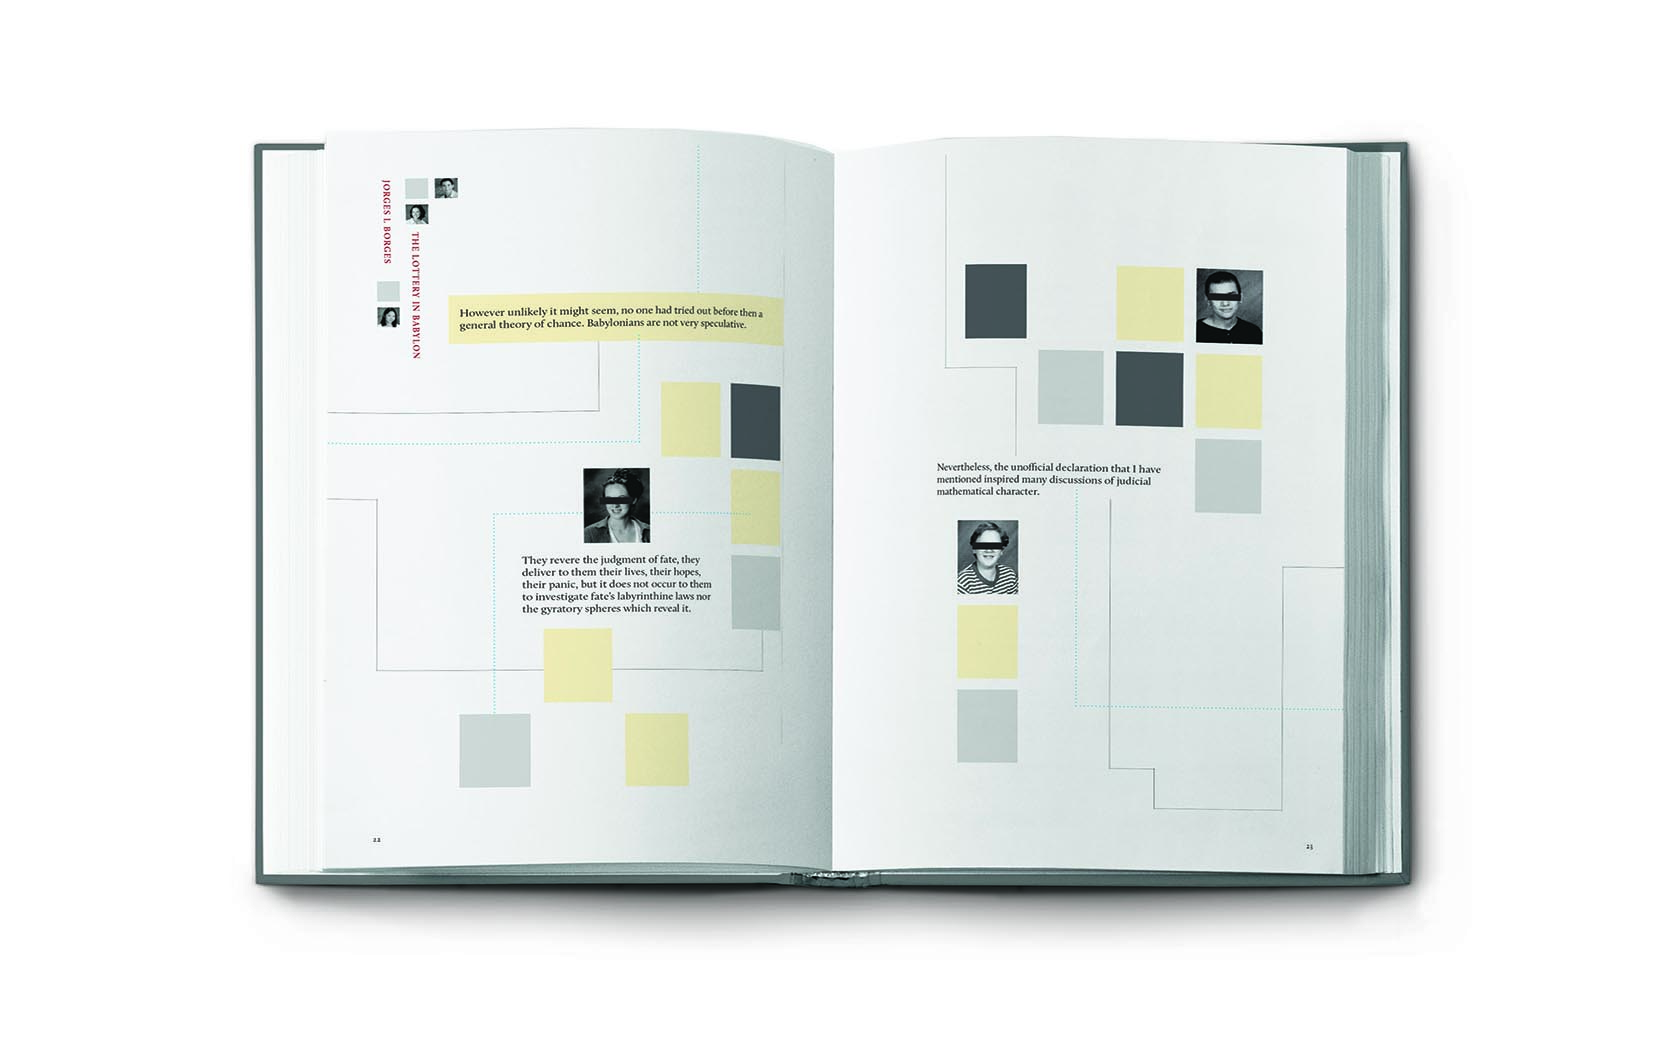 JORGES L BORGES
THE LOTTERY IN BABYLON
However unlikely it might seem, no one had tried out before then a
general theory of chance. Babylonians are not very speculative.
They revere the judgment of fate, they
deliver to them their lives, their hopes,
their panic, but it does not occur to them
to investigate fate's labyrinthine laws nor
the gyratory spheres which reveal it.
22
Nevertheless, the unofficial declaration that I have
mentioned inspired many discussions of judicial
mathematical character.
23